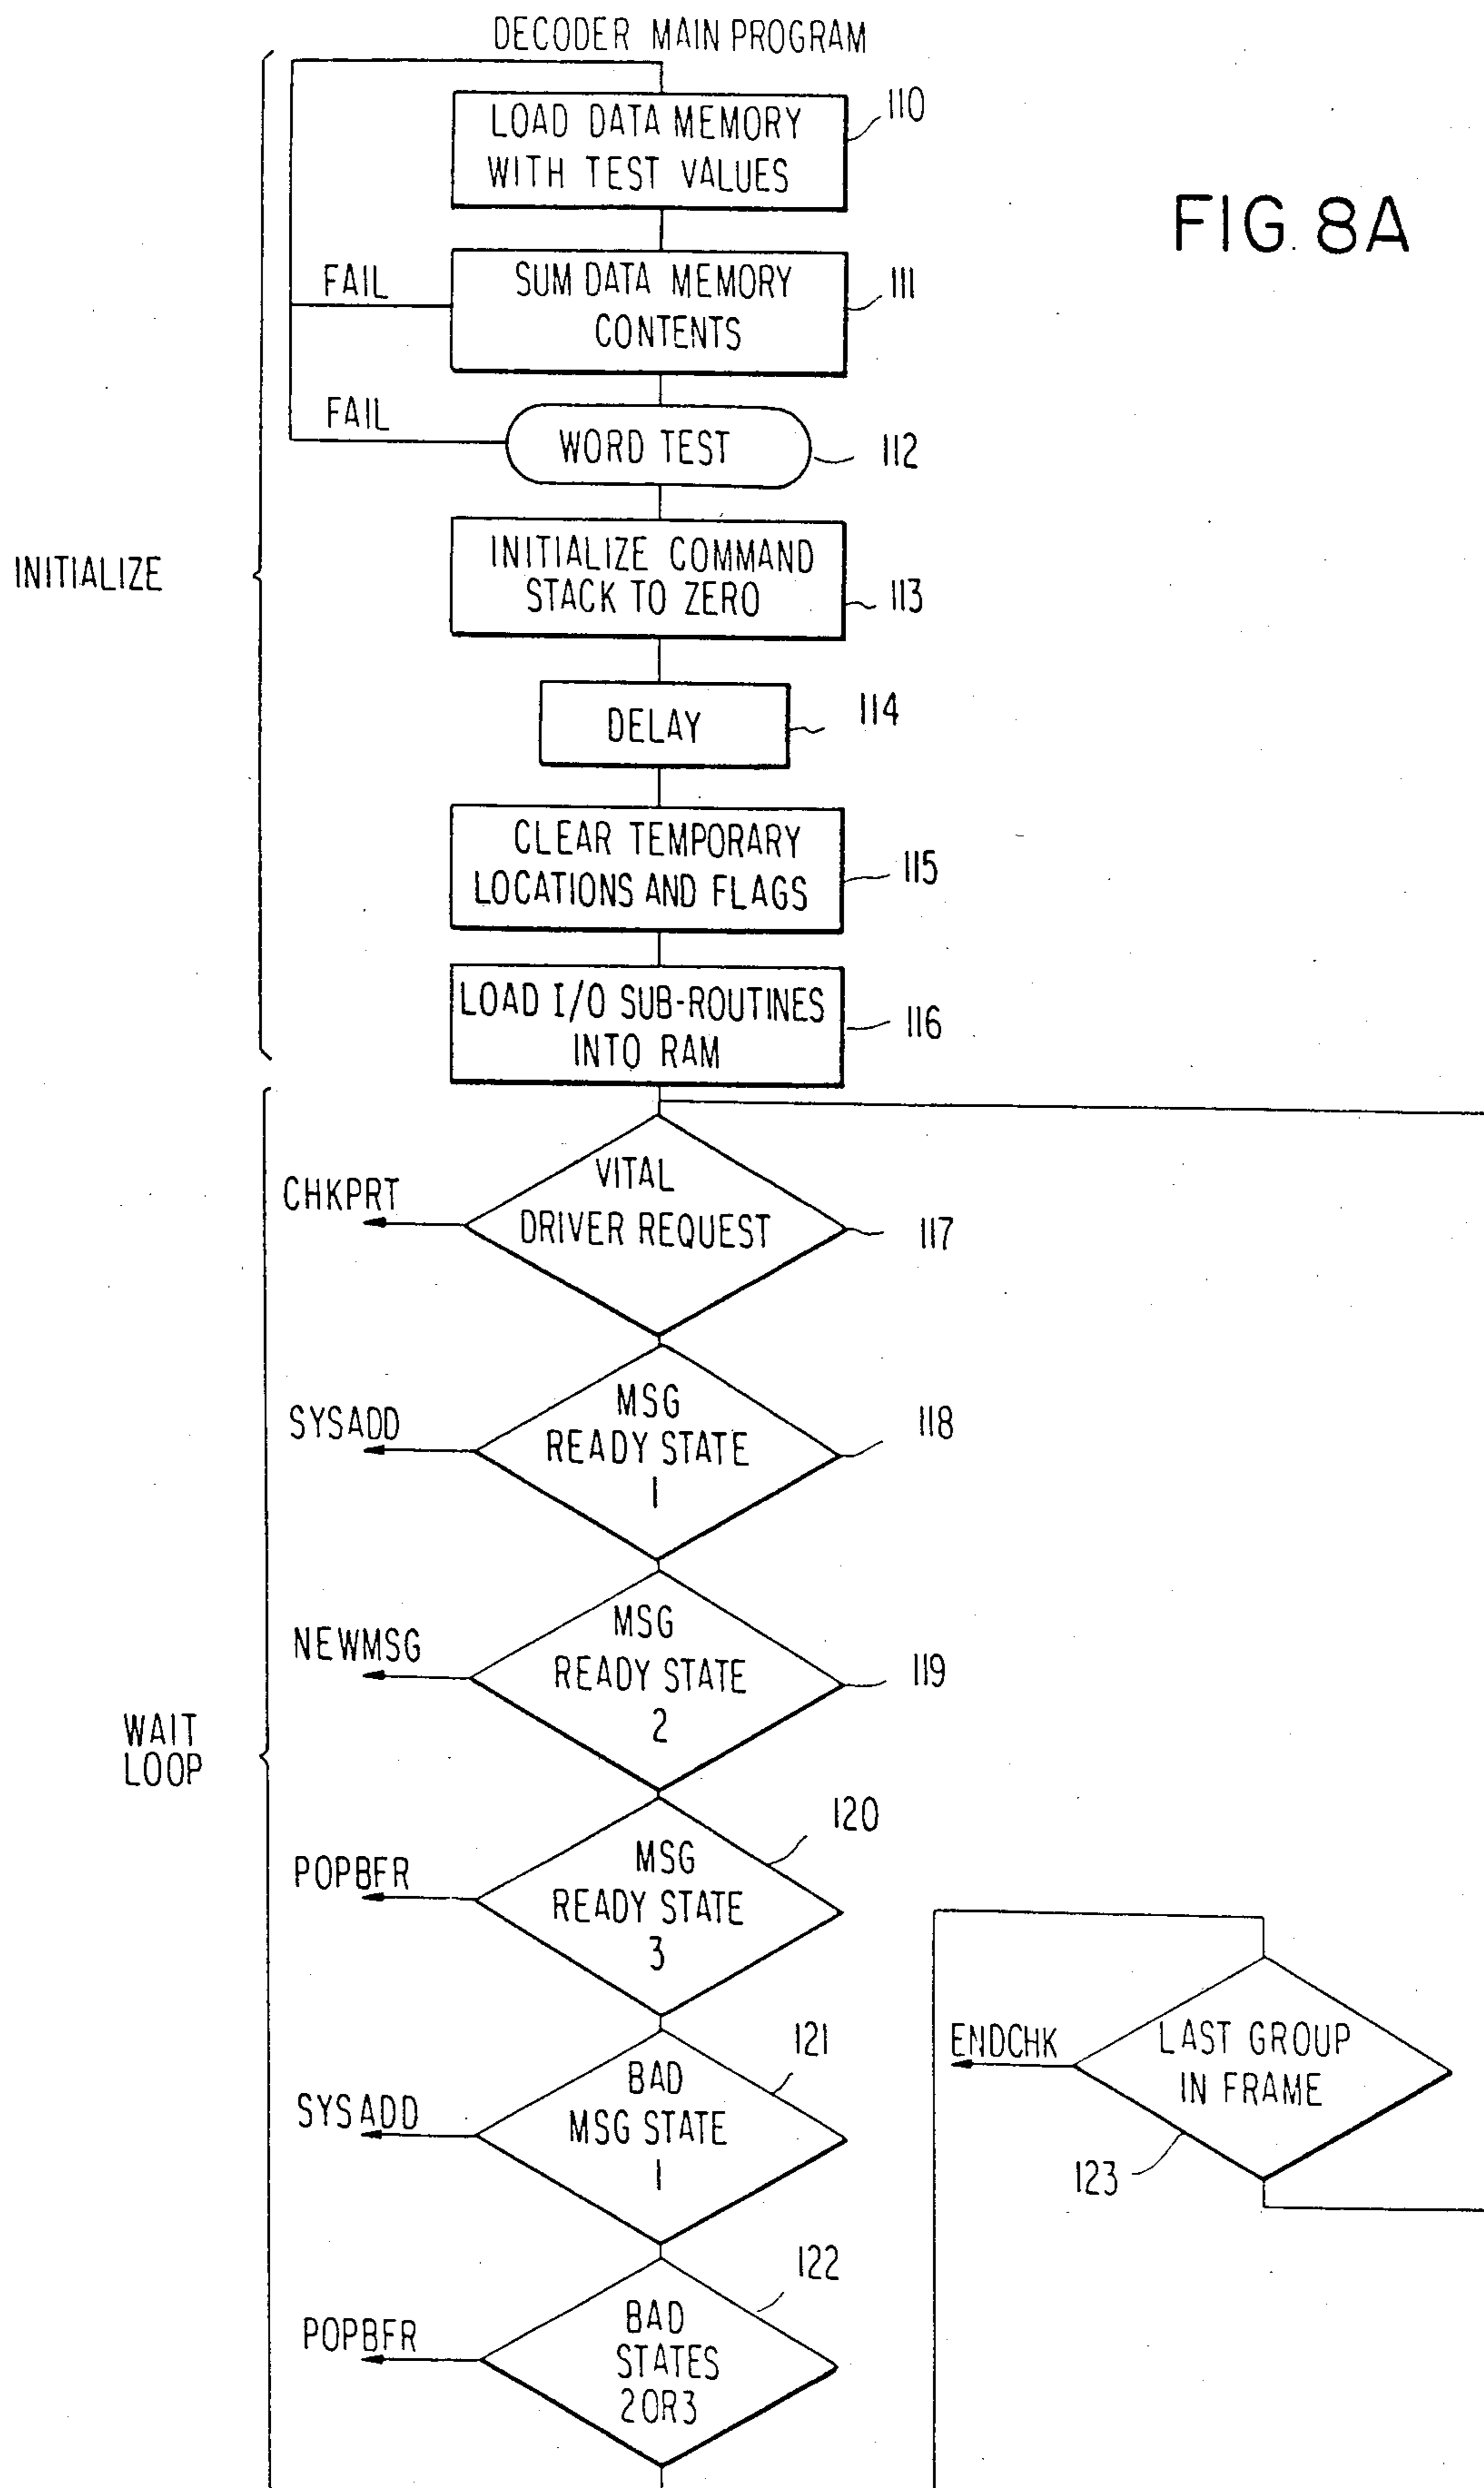 DECODER MAIN PROGRAM
LOAD DATA MEMORY
WITH TEST VALUES
110
FIG. 8A
FAIL
SUM DATA MEMORY
CONTENTS
111
FAIL
WORD TEST
112
INITIALIZE
INITIALIZE COMMAND
STACK TO ZERO
113
DELAY
114
CLEAR TEMPORARY
LOCATIONS AND FLAGS
115
LOAD I/O SUB-ROUTINES
INTO RAM
116
CHKPRT
VITAL
DRIVER REQUEST
117
SYSADD
MSG
READY STATE
1
118
NEWMSG
MSG
READY STATE
2
119
WAIT
LOOP
POPBFR
MSG
READY STATE
3
120
SYSADD
BAD
MSG STATE
1
121
ENDCHK
LAST GROUP
IN FRAME
123
POPBFR
BAD
STATES
2OR3
122